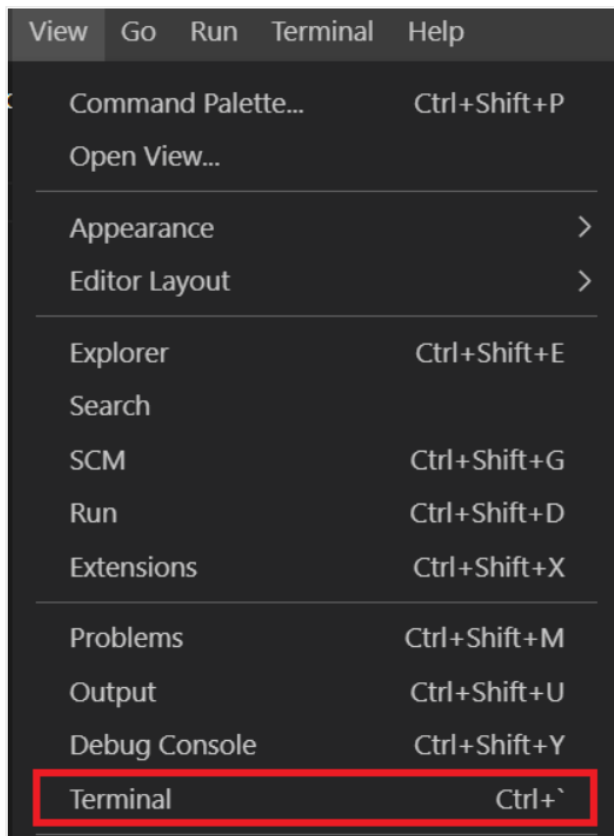 View Go Run Terminal Help
Command Palette... Ctrl+Shift+P
Open View...
Appearance
Editor Layout
Explorer Ctrl+Shift+E
Search
SCM Ctrl+Shift+G
Run Ctrl+Shift+D
Extensions Ctrl+Shift+X
Problems Ctrl+Shift+M
Output Ctrl+Shift+U
Debug Console Ctrl+Shift+Y
Terminal Ctrl+`